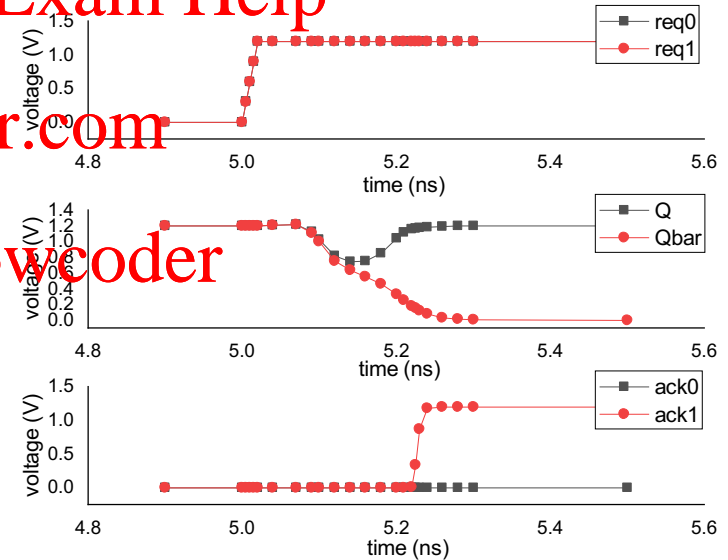 Exam Help
1.5
1.0
0.5
0.0
voltage (V)
req0
req1
r.com
4.8 5.0 5.2 5.4 5.6
time (ns)
1.4
1.2
1.0
0.8
0.6
0.4
0.2
0.0
voltage (V)
Q
Qbar
wcoder
4.8 5.0 5.2 5.4 5.6
time (ns)
1.5
1.0
0.5
0.0
voltage (V)
ack0
ack1
4.8 5.0 5.2 5.4 5.6
time (ns)